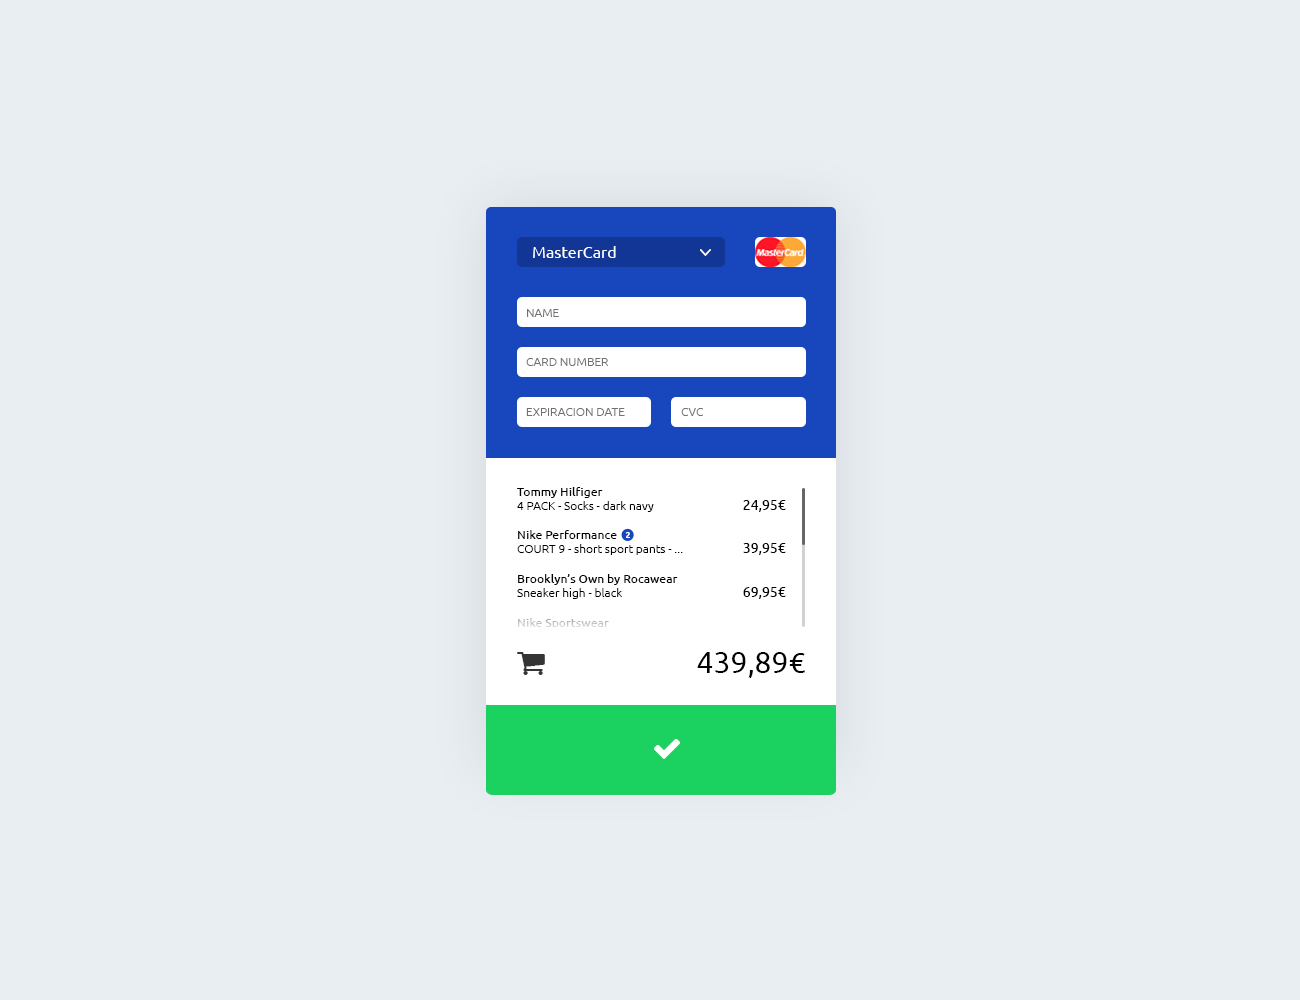 MasterCard
MasterCard
NAME
CARD NUMBER
EXPIRACION DATE
CVC
Tommy Hilfiger
4 PACK - Socks - dark navy
24,95€
Nike Performance 2
COURT 9 - short sport pants - ...
39,95€
Brooklyn’s Own by Rocawear
Sneaker high - black
69,95€
Nike Sportswear
439,89€